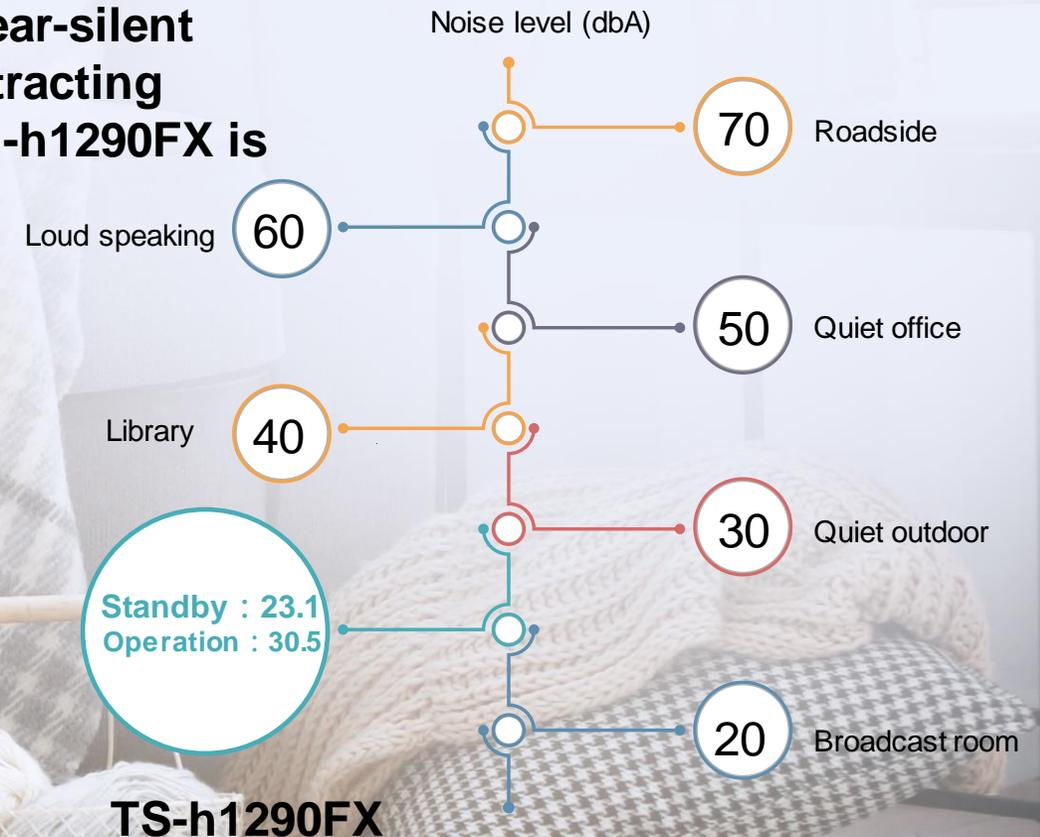 ear-silent
tracting
-h1290FX is
Noise level (dbA)
70 Roadside
Loud speaking 60
50 Quiet office
Library 40
30 Quiet outdoor
Standby : 23.1
Operation : 30.5
20 Broadcast room
TS-h1290FX